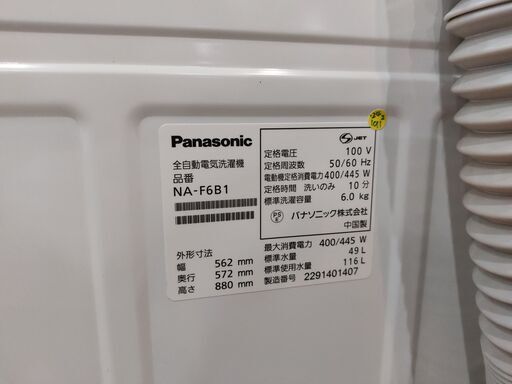 Panasonic
全自動電気洗濯機
品番
NA-F6B1
外形寸法
幅 562 mm
奥行 572 mm
高さ 880 mm
JET
定格電圧 100 V
定格周波数 50/60 Hz
電動機定格消費電力 400/445 W
定格時間 洗いのみ 10 分
標準洗濯容量 6.0 kg
PS E パナソニック株式会社
中国製
最大消費電力 400/445 W
標準水量 49 L
標準使用水量 116 L
製造番号 2291401407